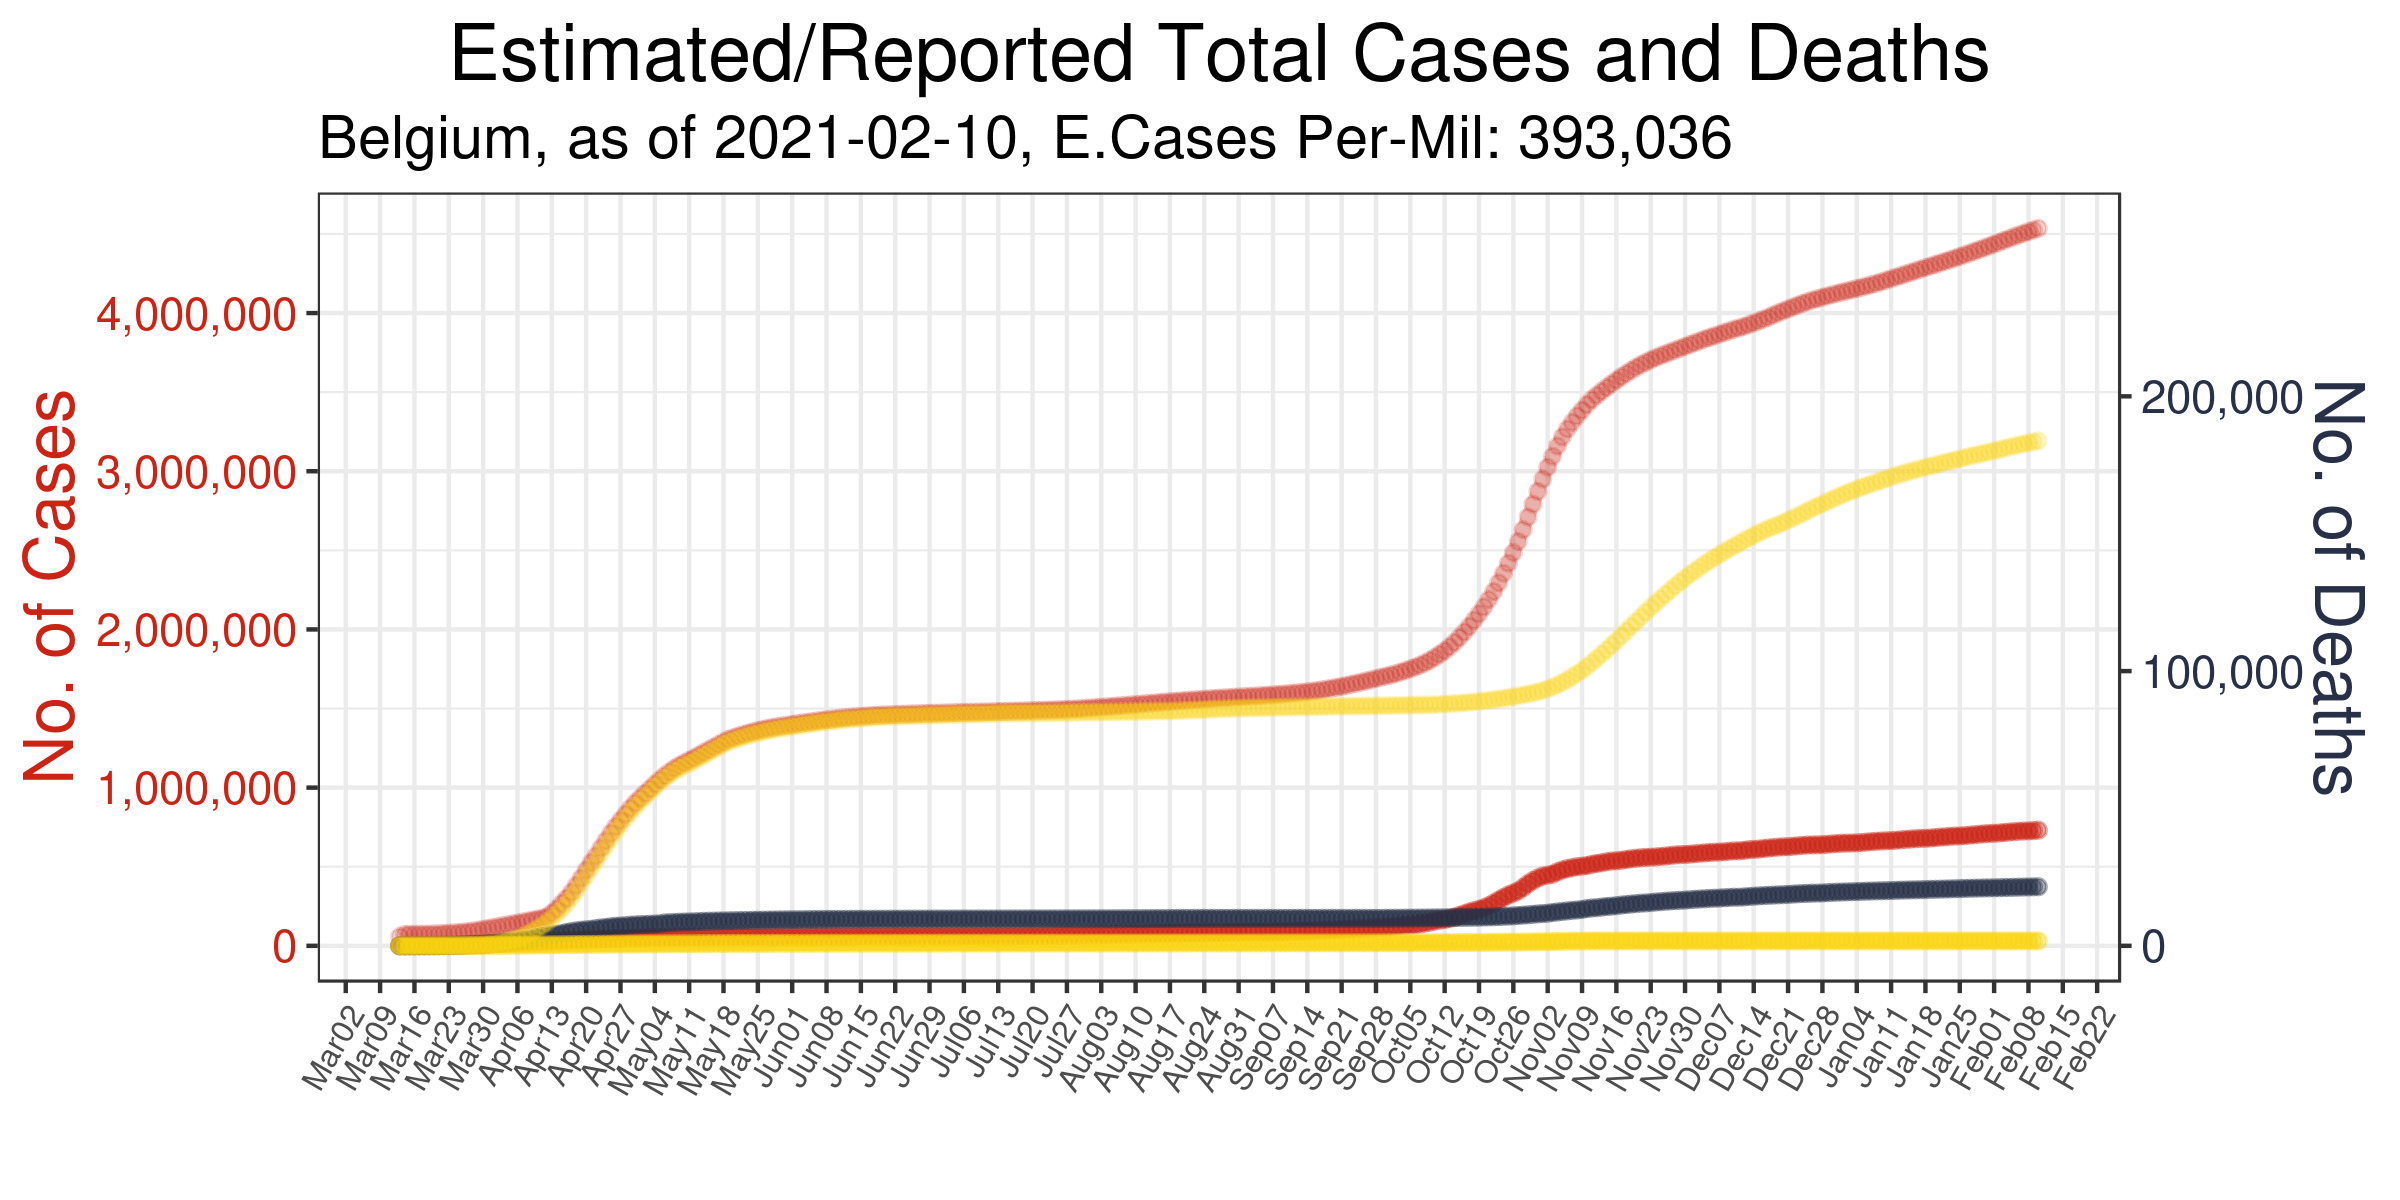 Estimated/Reported Total Cases and Deaths
Belgium, as of 2021-02-10, E.Cases Per-Mil: 393,036
No. of Cases
4,000,000
3,000,000
2,000,000
1,000,000
0
200,000
100,000
0
No. of Deaths
Mar02
Mar09
Mar16
Mar23
Mar30
Apr06
Apr13
Apr20
Apr27
May04
May11
May18
May25
Jun01
Jun08
Jun15
Jun22
Jun29
Jul06
Jul13
Jul20
Jul27
Aug03
Aug10
Aug17
Aug24
Aug31
Sep07
Sep14
Sep21
Sep28
Oct05
Oct12
Oct19
Oct26
Nov02
Nov09
Nov16
Nov23
Nov30
Dec07
Dec14
Dec21
Dec28
Jan04
Jan11
Jan18
Jan25
Feb01
Feb08
Feb15
Feb22